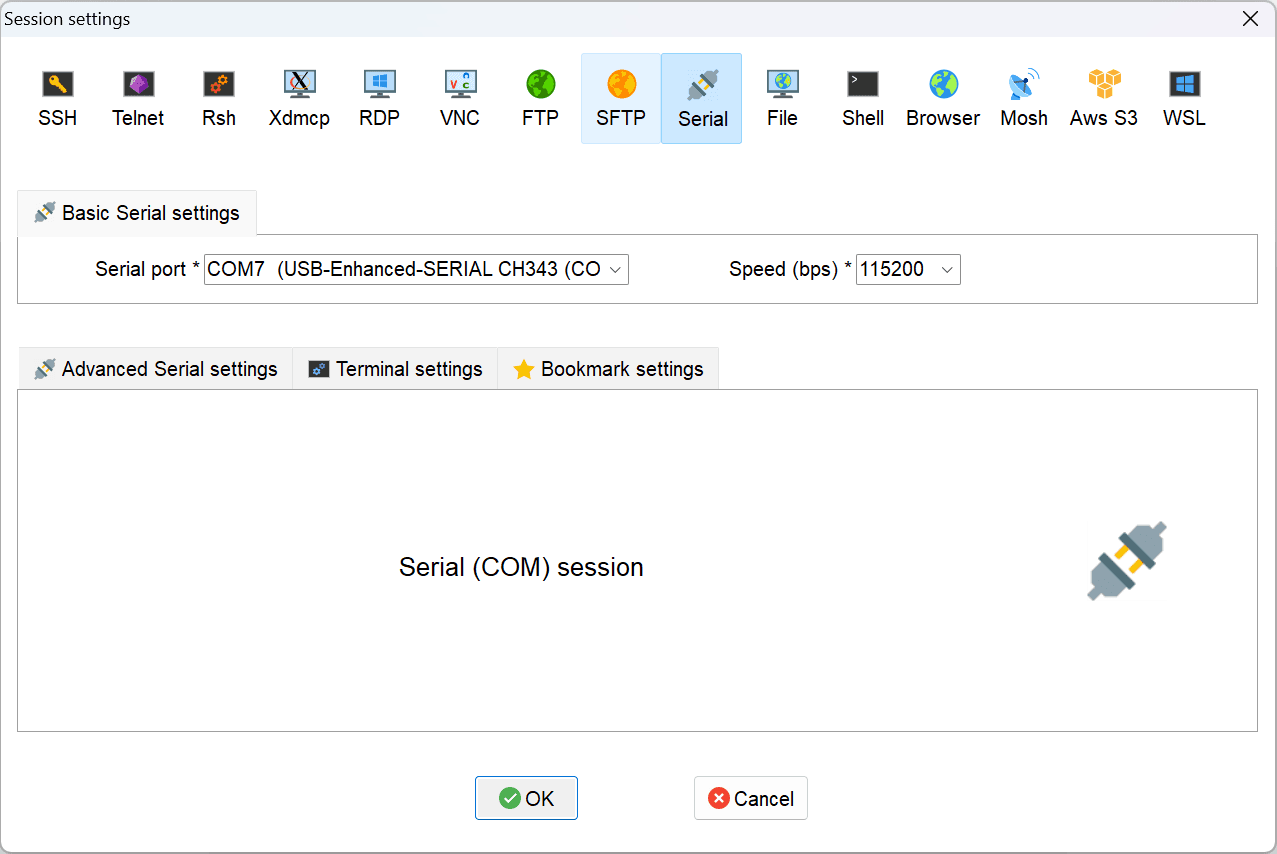 Session settings
SSH Telnet Rsh Xdmcp RDP VNC FTP SFTP Serial File Shell Browser Mosh Aws S3 WSL
Basic Serial settings
Serial port * COM7 (USB-Enhanced-SERIAL CH343 (CO Speed (bps) * 115200
Advanced Serial settings Terminal settings Bookmark settings
Serial (COM) session
OK Cancel